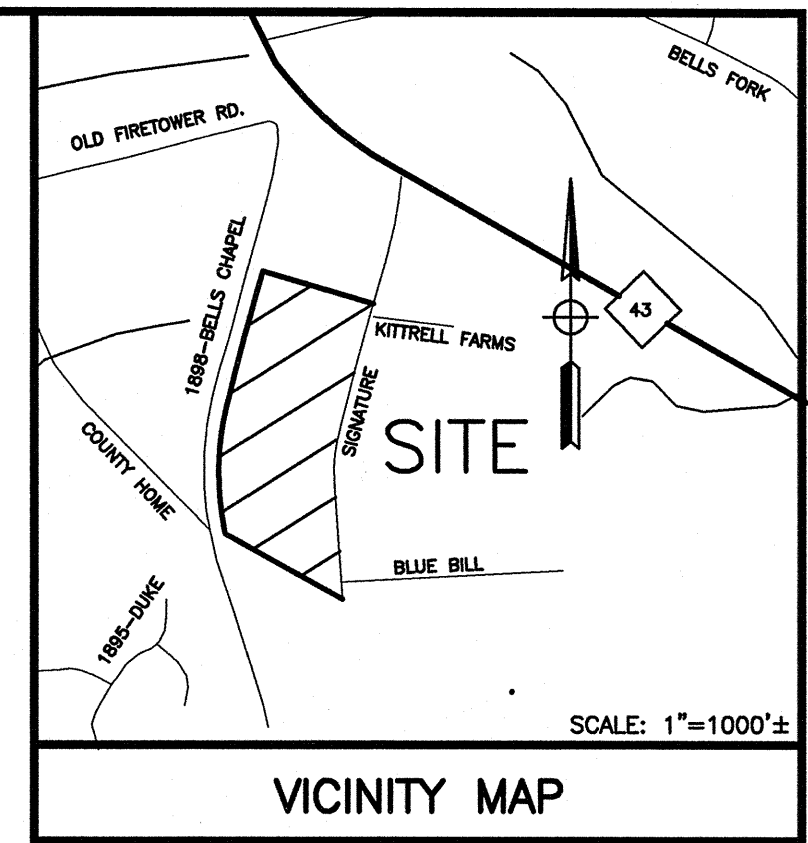 BELLS FORK
OLD FIRETOWER RD.
1898-BELLS CHAPEL
43
KITTRELL FARMS
SIGNATURE
SITE
COUNTY HOME
BLUE BILL
1895-DUKE
SCALE: 1"=1000'±
VICINITY MAP